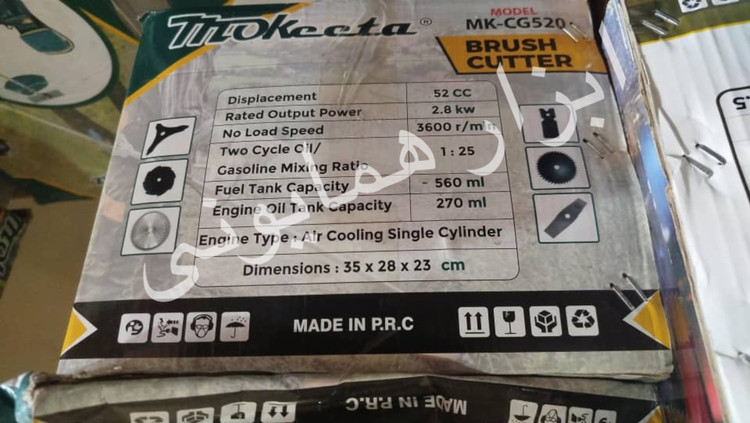 Mokeeta ®
MODEL
MK-CG520
BRUSH
CUTTER
Displacement 52 CC
Rated Output Power 2.8 kw
No Load Speed 3600 r/min
Two Cycle Oil/
Gasoline Mixing Ratio 1 : 25
Fuel Tank Capacity - 560 ml
Engine Oil Tank Capacity 270 ml
Engine Type : Air Cooling Single Cylinder
Dimensions : 35 x 28 x 23 cm
ابزار همایونی
MADE IN P.R.C
MADE IN P.R.C